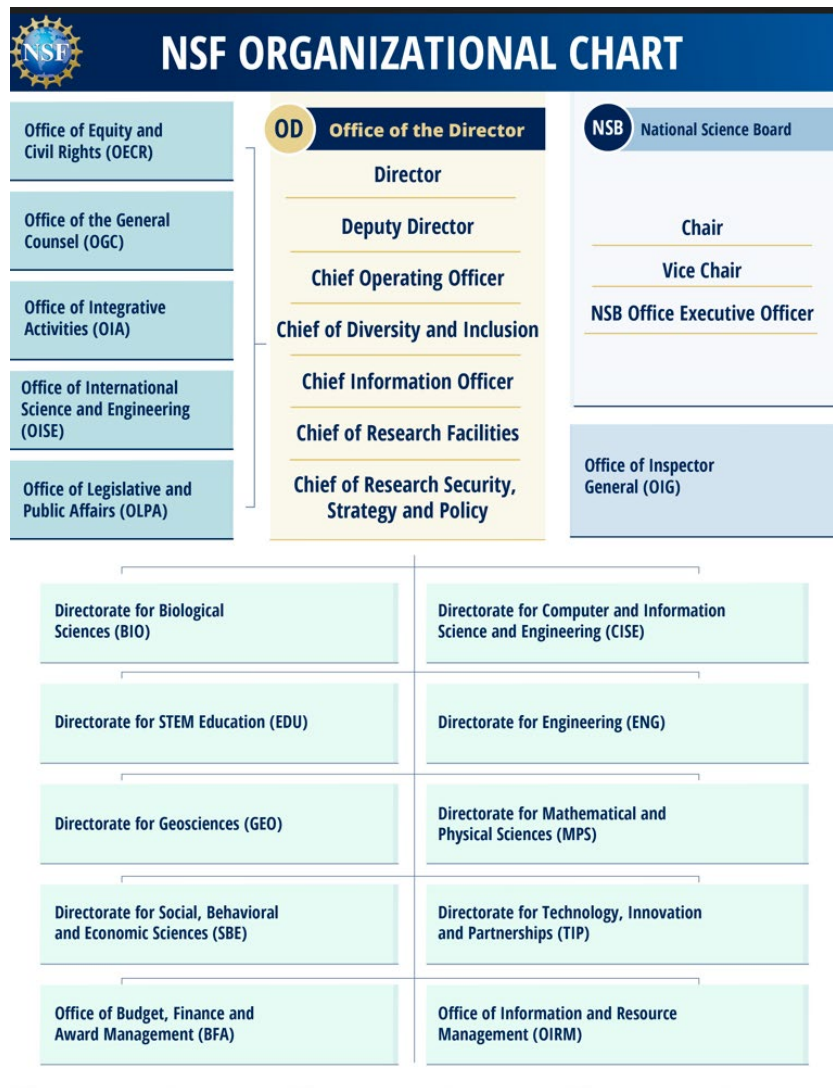 NSF
NSF ORGANIZATIONAL CHART
Office of Equity and
Civil Rights (OECR)
Office of the General
Counsel (OGC)
Office of Integrative
Activities (OIA)
Office of International
Science and Engineering
(OISE)
Office of Legislative and
Public Affairs (OLPA)
OD
Office of the Director
Director
Deputy Director
Chief Operating Officer
Chief of Diversity and Inclusion
Chief Information Officer
Chief of Research Facilities
Chief of Research Security,
Strategy and Policy
NSB
National Science Board
Chair
Vice Chair
NSB Office Executive Officer
Office of Inspector
General (OIG)
Directorate for Biological
Sciences (BIO)
Directorate for Computer and Information
Science and Engineering (CISE)
Directorate for STEM Education (EDU)
Directorate for Engineering (ENG)
Directorate for Geosciences (GEO)
Directorate for Mathematical and
Physical Sciences (MPS)
Directorate for Social, Behavioral
and Economic Sciences (SBE)
Directorate for Technology, Innovation
and Partnerships (TIP)
Office of Budget, Finance and
Award Management (BFA)
Office of Information and Resource
Management (OIRM)